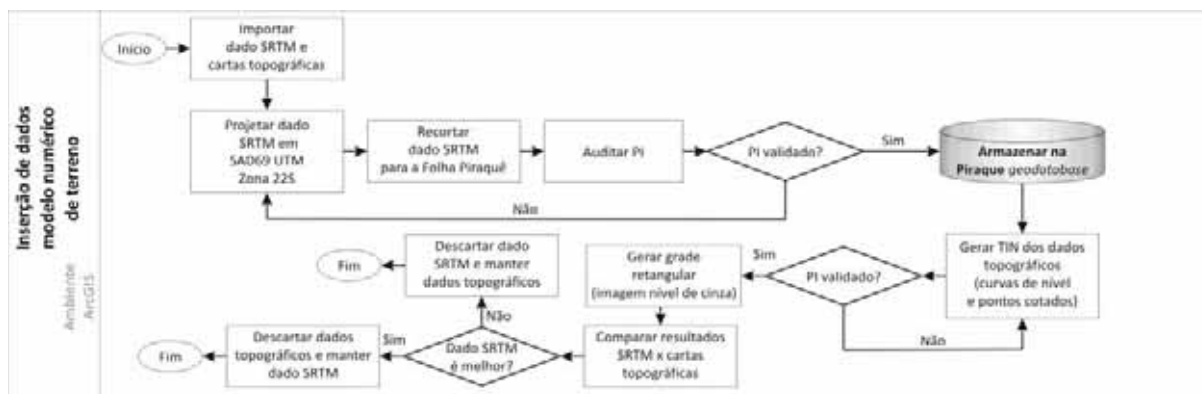 Inserção de dados
modelo numérico
de terreno
Ambiente
ArcGIS
Início
Importar
dado SRTM e
cartas topográficas
Projetar dado
SRTM em
SAD69 UTM
Zona 22S
Recortar
dado SRTM
para a Folha Piraquê
Auditar PI
PI validado?
Sim
Não
Armazenar na
Piraque geodatabase
Gerar TIN dos dados
topográficos
(curvas de nível
e pontos cotados)
PI validado?
Não
Sim
Gerar grade
retangular
(imagem nível de cinza)
Comparar resultados
SRTM x cartas
topográficas
Dado SRTM
é melhor?
Não
Descartar dado
SRTM e manter
dados topográficos
Fim
Sim
Descartar dados
topográficos e manter
dado SRTM
Fim